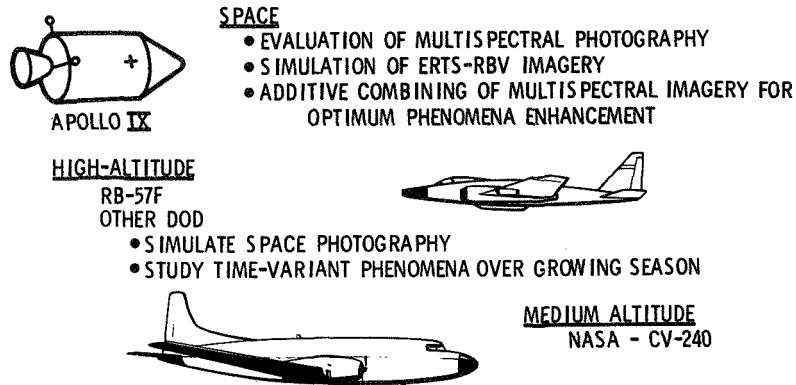 SPACE
• EVALUATION OF MULTISPECTRAL PHOTOGRAPHY
• SIMULATION OF ERTS-RBV IMAGERY
• ADDITIVE COMBINING OF MULTISPECTRAL IMAGERY FOR
OPTIMUM PHENOMENA ENHANCEMENT
APOLLO IX
HIGH-ALTITUDE
RB-57F
OTHER DOD
• SIMULATE SPACE PHOTOGRAPHY
• STUDY TIME-VARIANT PHENOMENA OVER GROWING SEASON
MEDIUM ALTITUDE
NASA - CV-240